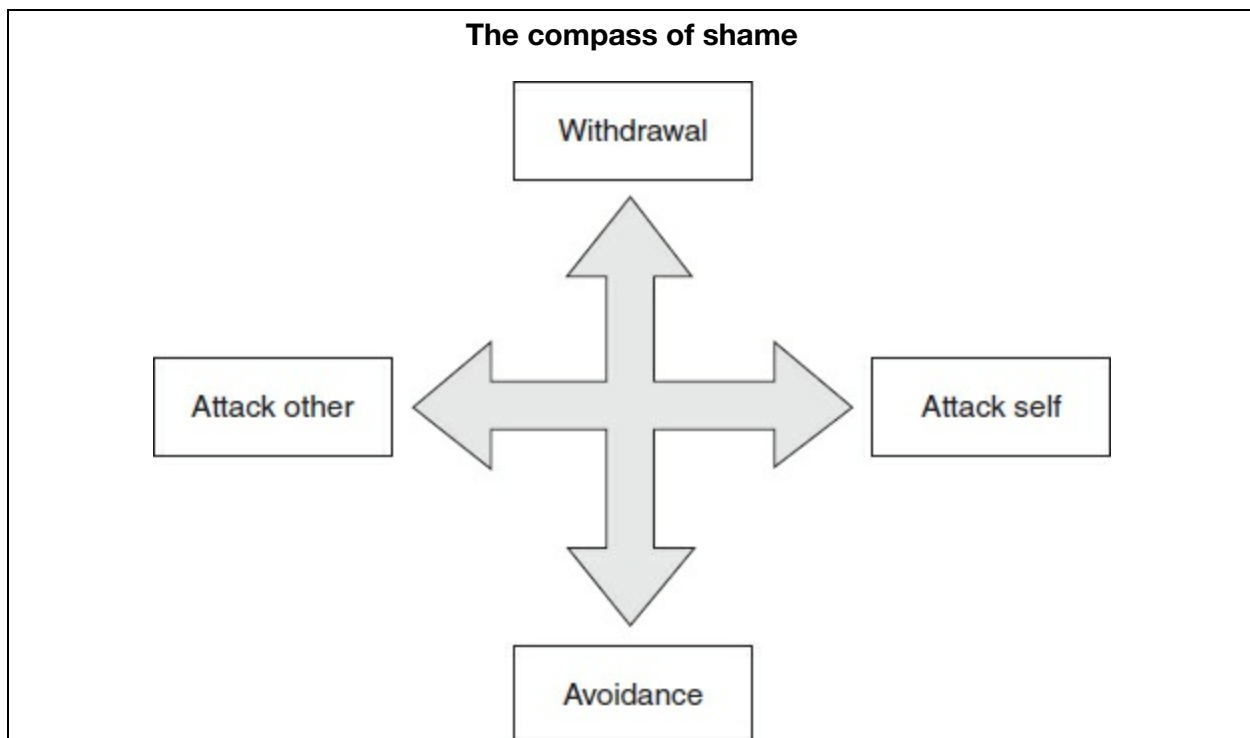 The compass of shame
Withdrawal
Attack other
Attack self
Avoidance